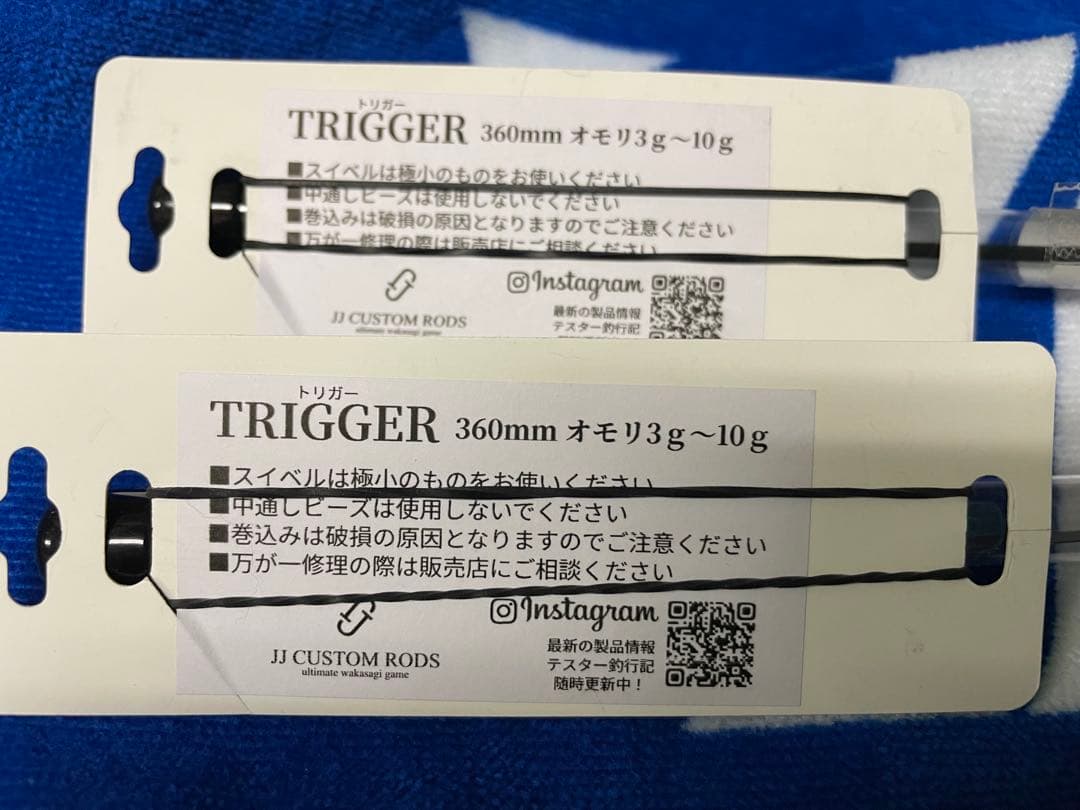 トリガー
TRIGGER 360mm オモリ3g〜10g
■スイベルは極小のものをお使いください
■中通しビーズは使用しないでください
■巻込みは破損の原因となりますのでご注意ください
■万が一修理の際は販売店にご相談ください
Instagram
JJ CUSTOM RODS
ultimate wakasagi game
最新の製品情報
テスター釣行記
トリガー
TRIGGER 360mm オモリ3g〜10g
■スイベルは極小のものをお使いください
■中通しビーズは使用しないでください
■巻込みは破損の原因となりますのでご注意ください
■万が一修理の際は販売店にご相談ください
Instagram
JJ CUSTOM RODS
ultimate wakasagi game
最新の製品情報
テスター釣行記
随時更新中！